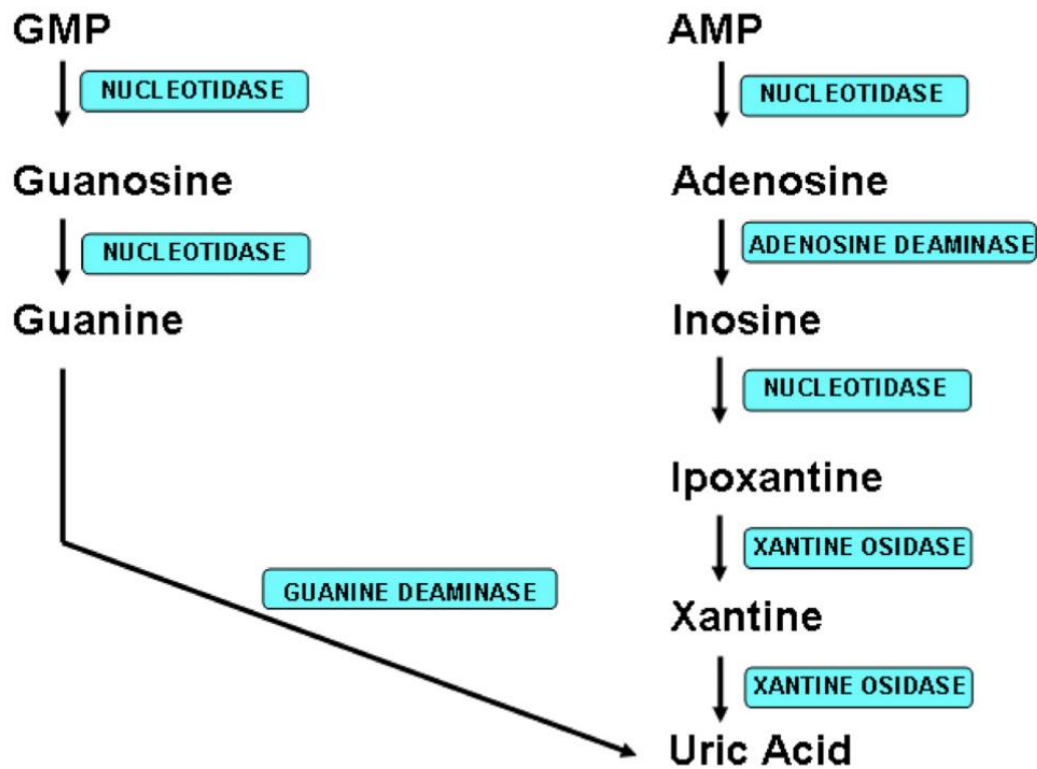 GMP
NUCLEOTIDASE
Guanosine
NUCLEOTIDASE
Guanine
GUANINE DEAMINASE
AMP
NUCLEOTIDASE
Adenosine
ADENOSINE DEAMINASE
Inosine
NUCLEOTIDASE
Ipoxantine
XANTINE OSIDASE
Xantine
XANTINE OSIDASE
Uric Acid